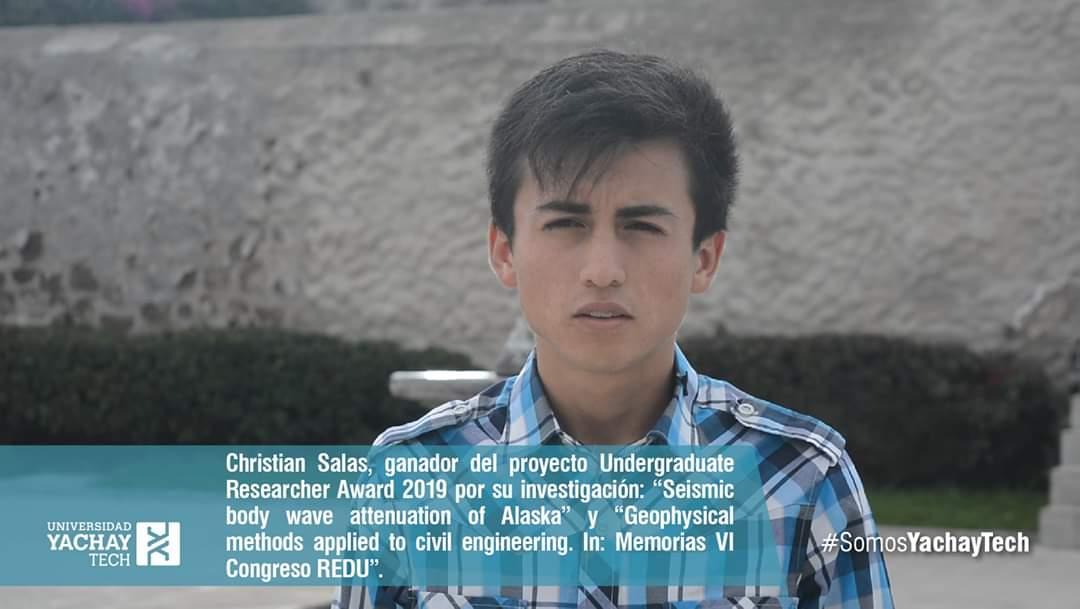 Christian Salas, ganador del proyecto Undergraduate
Researcher Award 2019 por su investigación: “Seismic
body wave attenuation of Alaska” y “Geophysical
methods applied to civil engineering. In: Memorias VI
Congreso REDU”.
UNIVERSIDAD
YACHAY
TECH
#SomosYachayTech